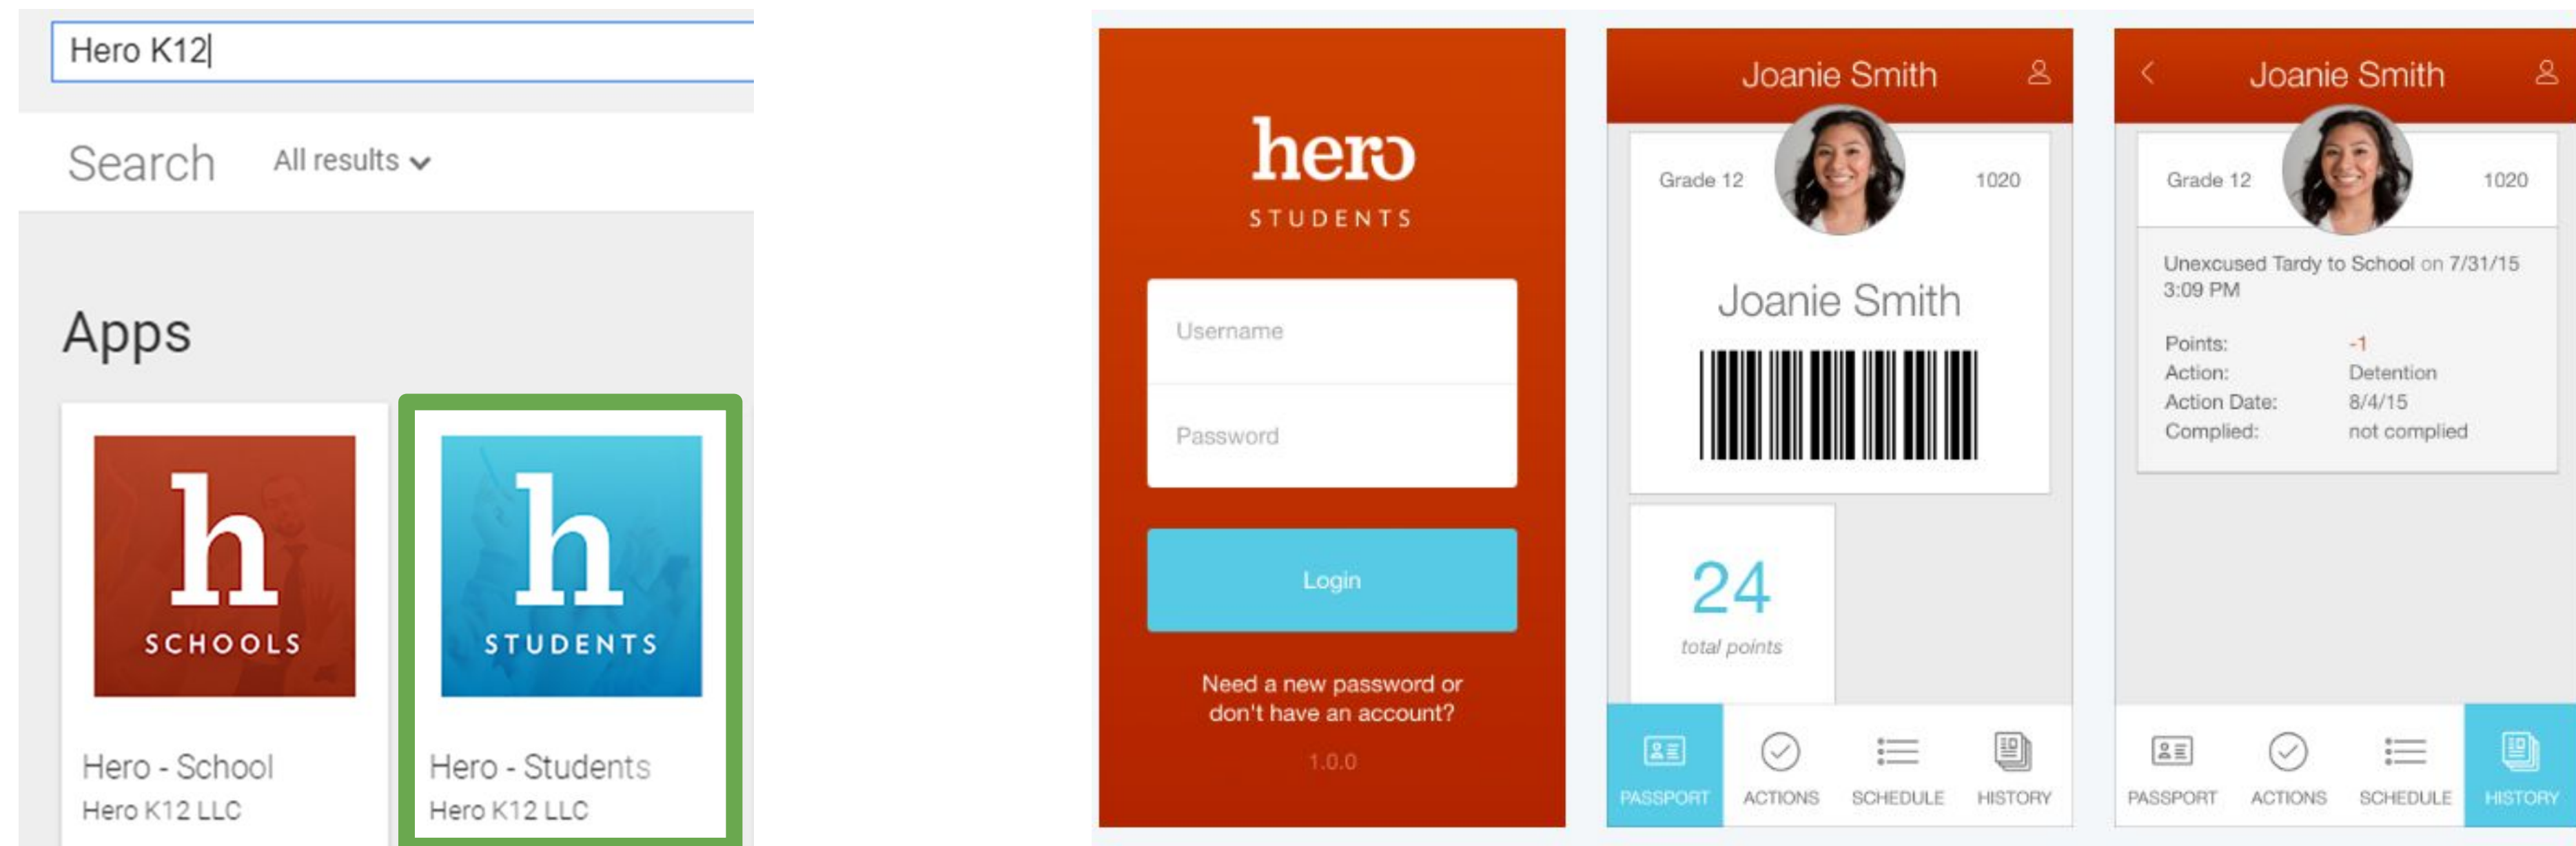 Hero K12
Search All results
Apps
h
SCHOOLS
Hero - School
Hero K12 LLC
h
STUDENTS
Hero - Students
Hero K12 LLC
hero
STUDENTS
Username
Password
Login
Need a new password or
don't have an account?
1.0.0
Joanie Smith
Grade 12 1020
Joanie Smith
24
total points
PASSPORT ACTIONS SCHEDULE HISTORY
Joanie Smith
Grade 12 1020
Unexcused Tardy to School on 7/31/15
3:09 PM
Points: -1
Action: Detention
Action Date: 8/4/15
Complied: not complied
PASSPORT ACTIONS SCHEDULE HISTORY